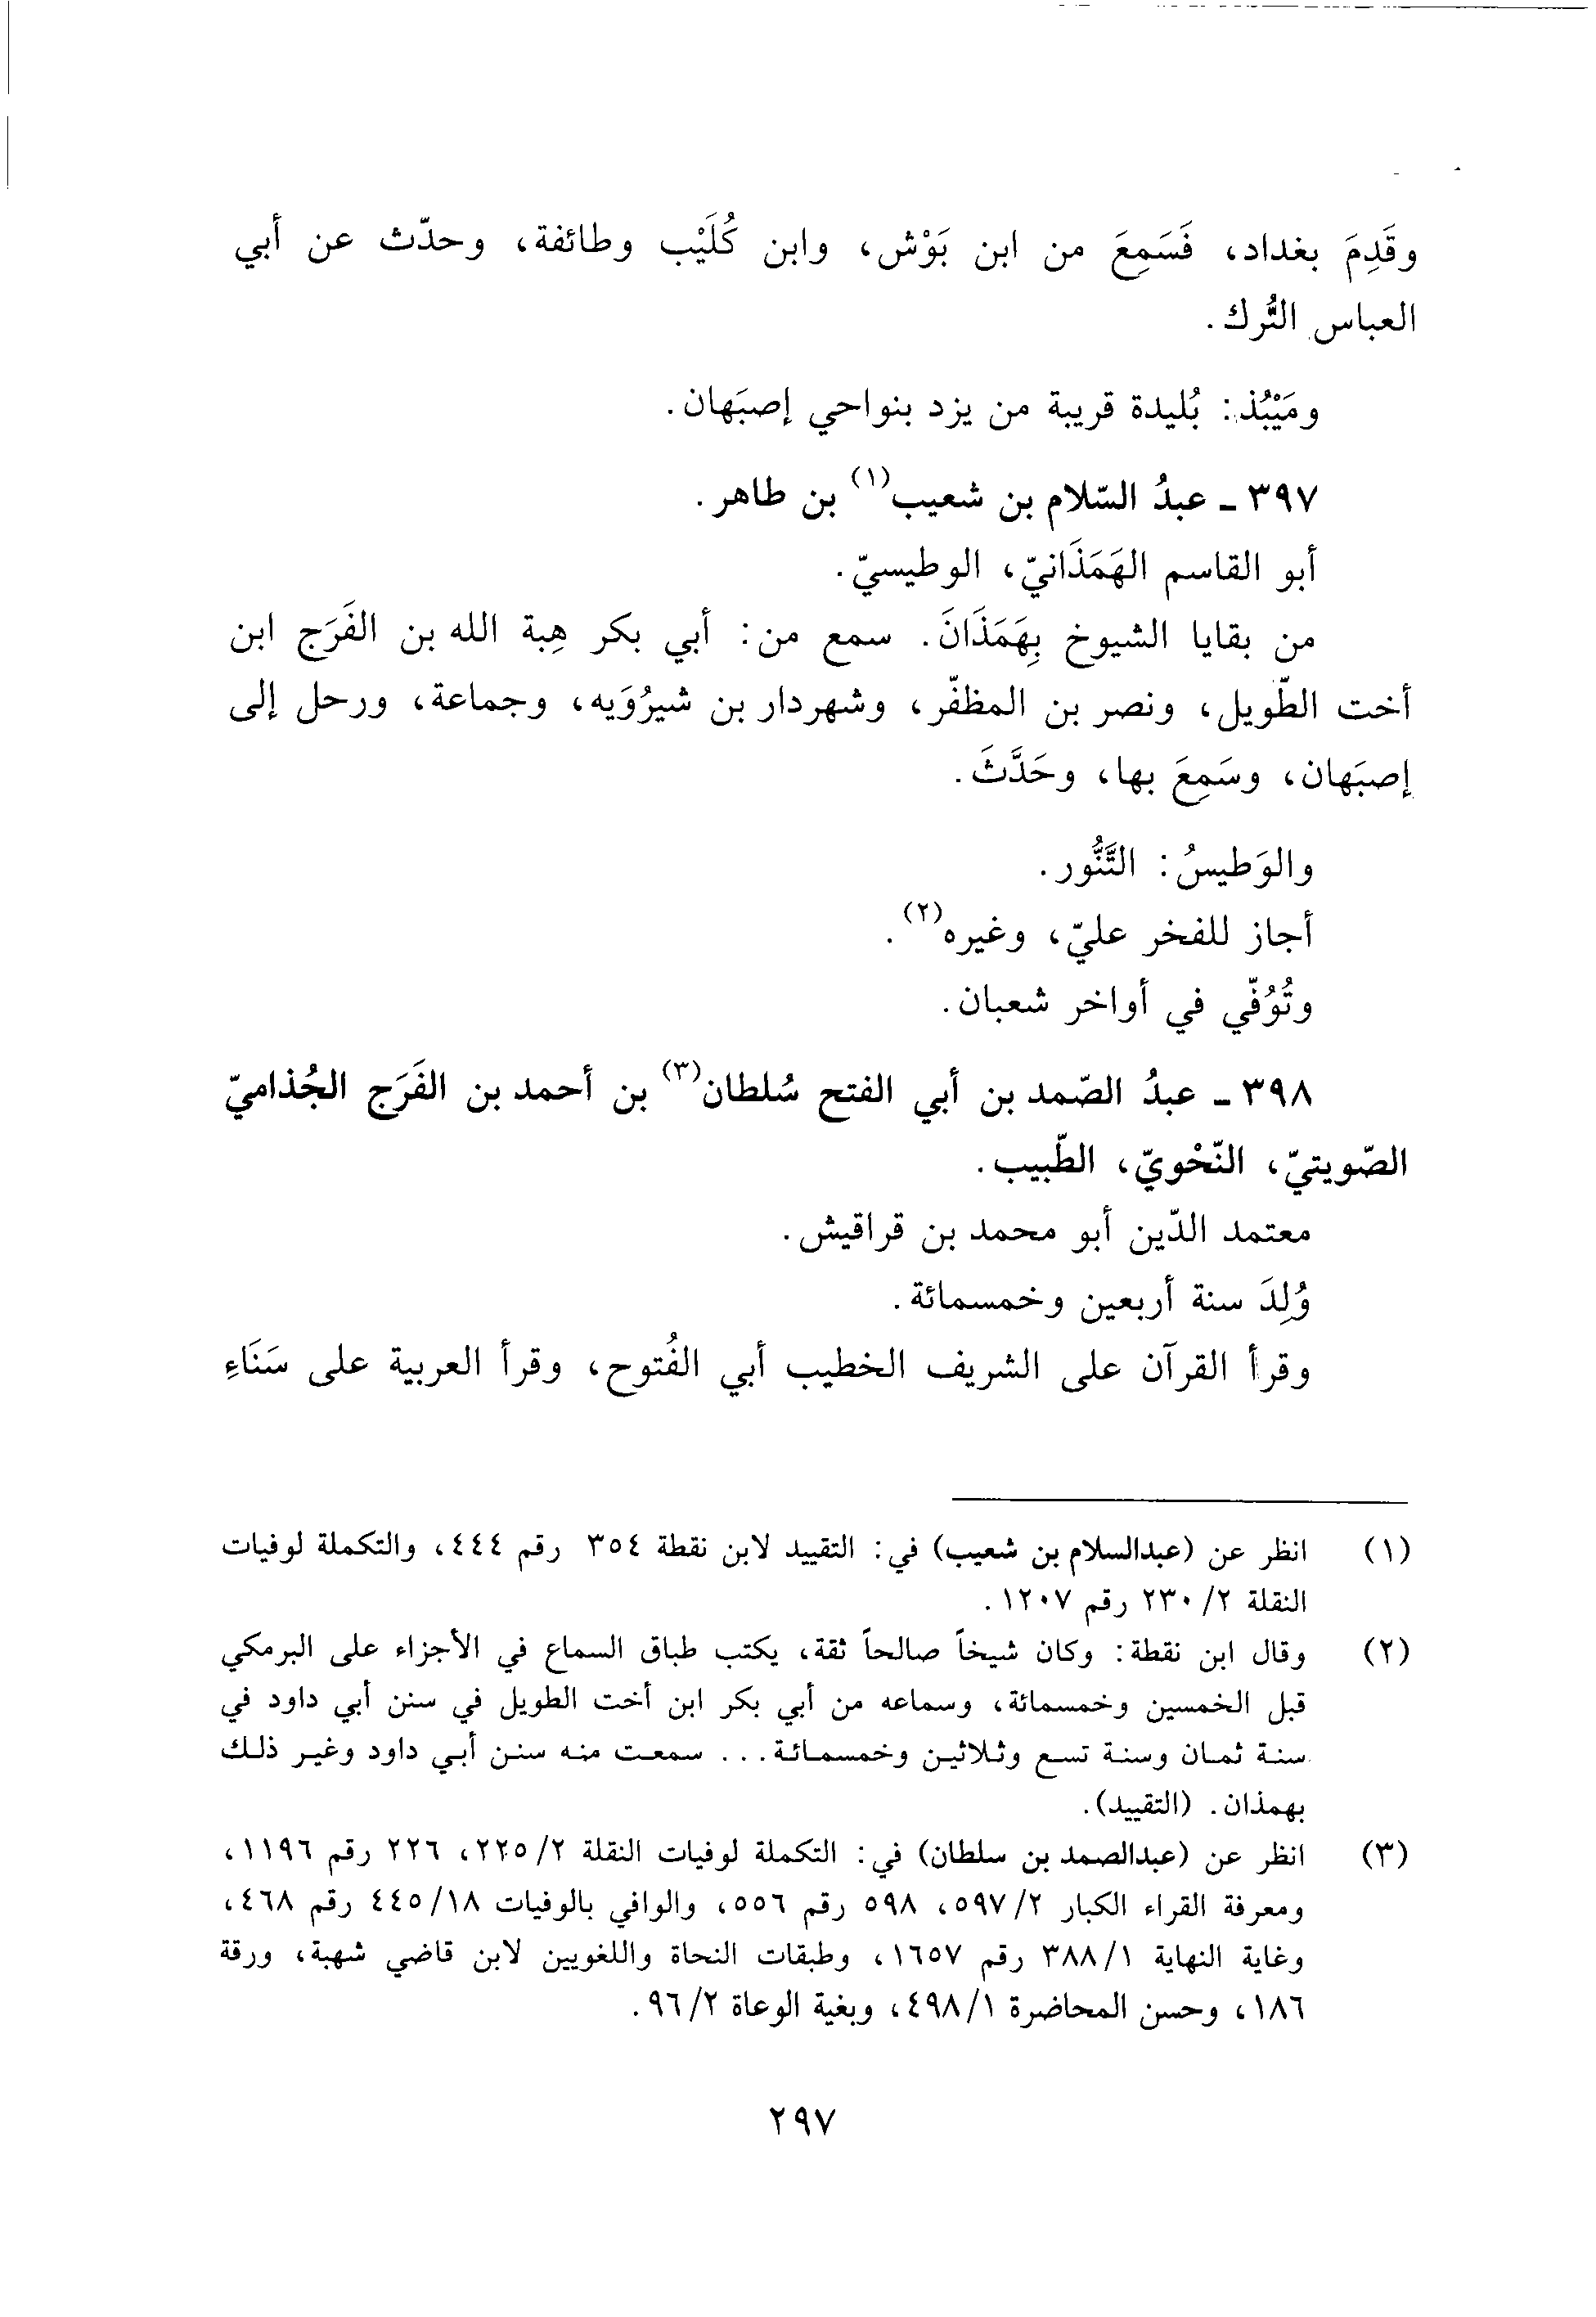 وقَدِمَ بغداد، فَسَمِعَ من ابن بَوْش، وابن كُلَيْب وطائفة، وحدّث عن أبي
العباس التُّرك.
ومَيْبُذ: بُليدة قريبة من يزد بنواحي إصبَهان.
٣٩٧ ـ عبدُ السّلام بن شعيب(١) بن طاهر.
أبو القاسم الهَمَذَانيّ، الوطيسيّ.
من بقايا الشيوخ بِهَمَذَانَ. سمع من: أبي بكر هِبة الله بن الفَرَج ابن
أخت الطّويل، ونصر بن المظفّر، وشهردار بن شيرُوَيه، وجماعة، ورحل إلى
إصبَهان، وسَمِعَ بها، وحَدَّثَ.
والوَطيسُ: التَّنُّور.
أجاز للفخر عليّ، وغيره(٢).
وتُوُفّي في أواخر شعبان.
٣٩٨ ـ عبدُ الصّمد بن أبي الفتح سُلطان(٣) بن أحمد بن الفَرَج الجُذاميّ
الصّويتيّ، النّحْويّ، الطّبيب.
معتمد الدّين أبو محمد بن قراقيش.
وُلِدَ سنة أربعين وخمسمائة.
وقرأ القرآن على الشريف الخطيب أبي الفُتوح، وقرأ العربية على سَنَاءِ
(١) انظر عن (عبدالسلام بن شعيب) في: التقييد لابن نقطة ٣٥٤ رقم ٤٤٤، والتكملة لوفيات
النقلة ٢/ ٢٣٠ رقم ١٢٠٧.
(٢) وقال ابن نقطة: وكان شيخاً صالحاً ثقة، يكتب طباق السماع في الأجزاء على البرمكي
قبل الخمسين وخمسمائة، وسماعه من أبي بكر ابن أخت الطويل في سنن أبي داود في
سنة ثمان وسنة تسع وثلاثين وخمسمائة... سمعت منه سنن أبي داود وغير ذلك
بهمذان. (التقييد).
(٣) انظر عن (عبدالصمد بن سلطان) في: التكملة لوفيات النقلة ٢/ ٢٢٥، ٢٢٦ رقم ١١٩٦،
ومعرفة القراء الكبار ٢/ ٥٩٧، ٥٩٨ رقم ٥٥٦، والوافي بالوفيات ١٨/ ٤٤٥ رقم ٤٦٨،
وغاية النهاية ١/ ٣٨٨ رقم ١٦٥٧، وطبقات النحاة واللغويين لابن قاضي شهبة، ورقة
١٨٦، وحسن المحاضرة ١/ ٤٩٨، وبغية الوعاة ٢/ ٩٦.
٢٩٧